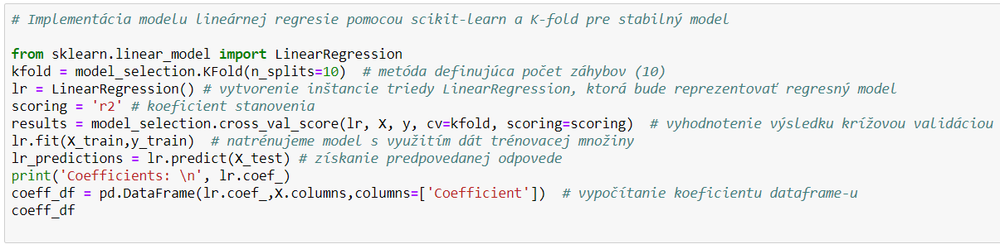 # Implementácia modelu lineárnej regresie pomocou scikit-learn a K-fold pre stabilný model
from sklearn.linear_model import LinearRegression
kfold = model_selection.KFold(n_splits=10)  # metóda definujúca počet záhybov (10)
lr = LinearRegression() # vytvorenie inštancie triedy LinearRegression, ktorá bude reprezentovať regresný model
scoring = 'r2' # koeficient stanovenia
results = model_selection.cross_val_score(lr, X, y, cv=kfold, scoring=scoring)  # vyhodnotenie výsledku krížovou validáciou
lr.fit(X_train,y_train)  # natrénujeme model s využitím dát trénovacej množiny
lr_predictions = lr.predict(X_test) # získanie predpovedanej odpovede
print('Coefficients: \n', lr.coef_)
coeff_df = pd.DataFrame(lr.coef_,X.columns,columns=['Coefficient'])  # vypočítanie koeficientu dataframe-u
coeff_df